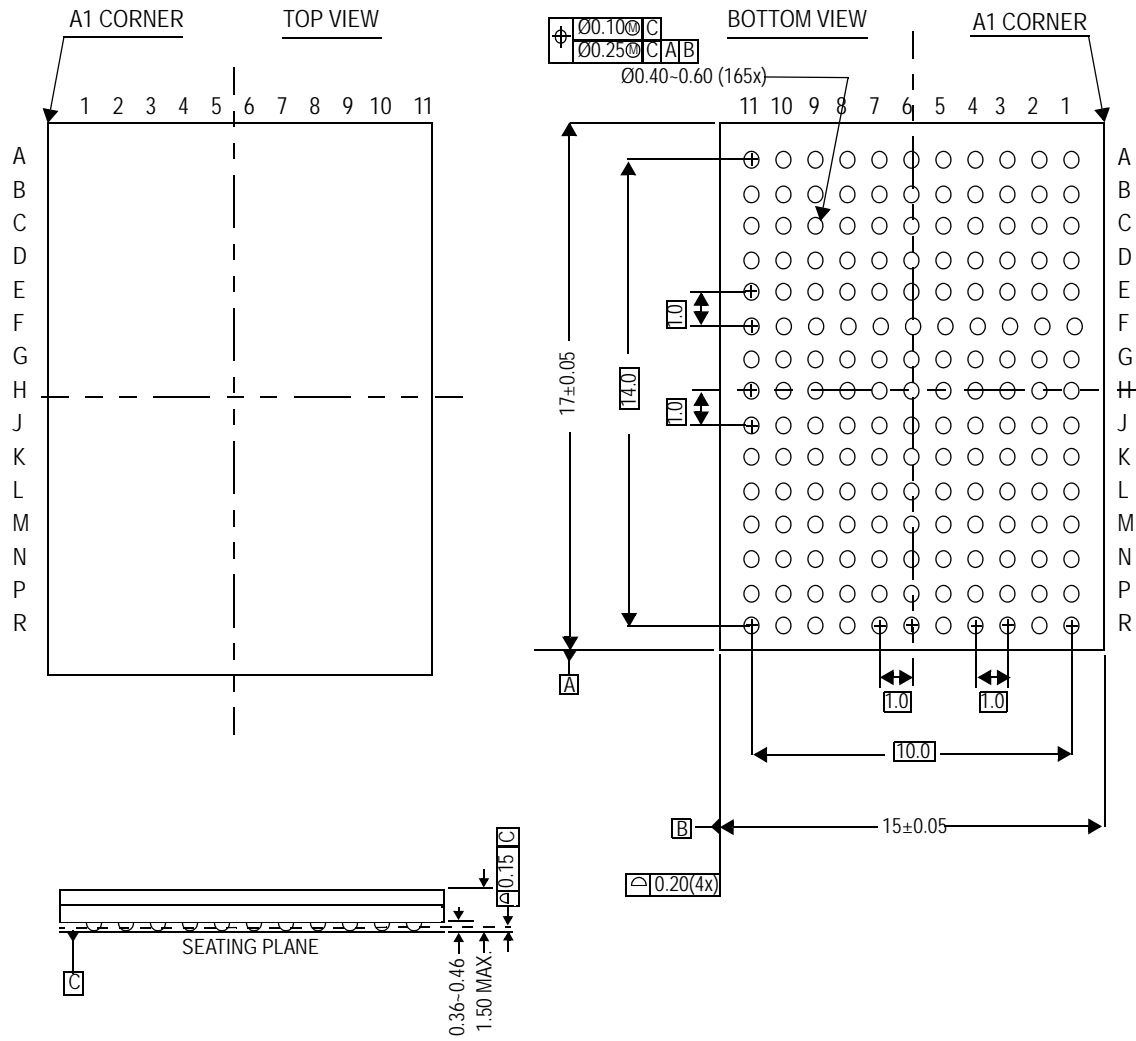 A1 CORNER
TOP VIEW
1 2 3 4 5 6 7 8 9 10 11
A
B
C
D
E
F
G
H
J
K
L
M
N
P
R
Ø0.10Ⓜ C
Ø0.25Ⓜ C A B
BOTTOM VIEW
A1 CORNER
Ø0.40~0.60 (165x)
11 10 9 8 7 6 5 4 3 2 1
A
B
C
D
E
F
G
H
J
K
L
M
N
P
R
1.0
1.0
14.0
17±0.05
A
1.0
1.0
10.0
B
15±0.05
0.20(4x)
0.15 C
SEATING PLANE
C
0.36~0.46
1.50 MAX.